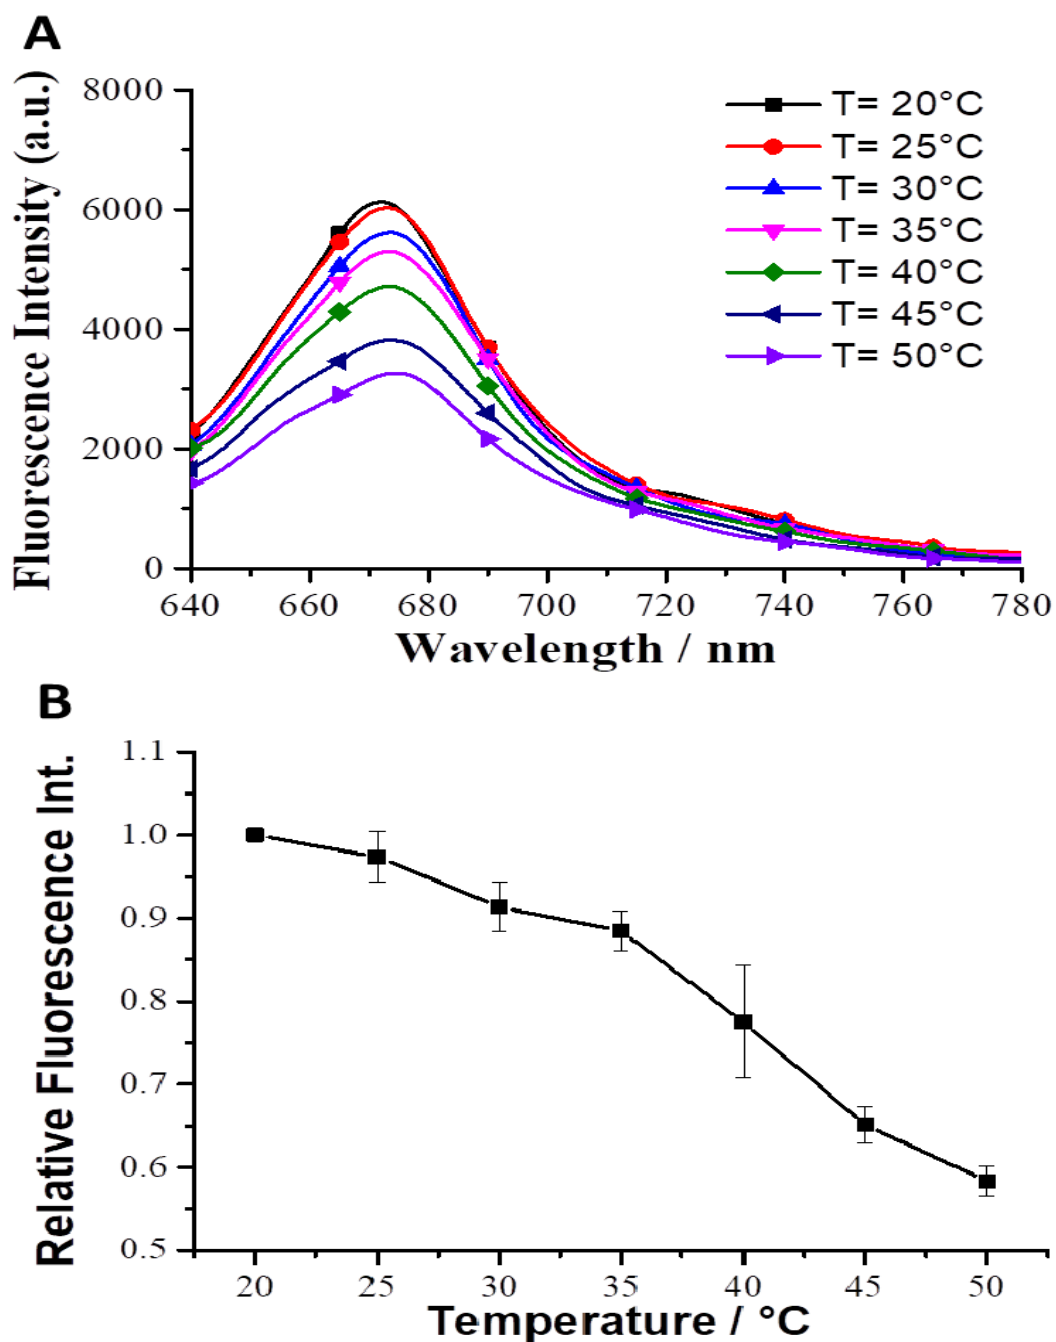 A
Fluorescence Intensity (a.u.)
8000
6000
4000
2000
0
T= 20°C
T= 25°C
T= 30°C
T= 35°C
T= 40°C
T= 45°C
T= 50°C
640 660 680 700 720 740 760 780
Wavelength / nm
B
Relative Fluorescence Int.
1.1
1.0
0.9
0.8
0.7
0.6
0.5
20 25 30 35 40 45 50
Temperature / °C